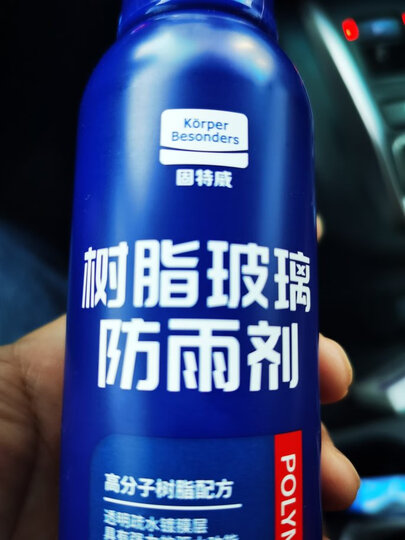 Körper
Besonders
固特威
树脂玻璃
防雨剂
高分子树脂配方
透明疏水镀膜层